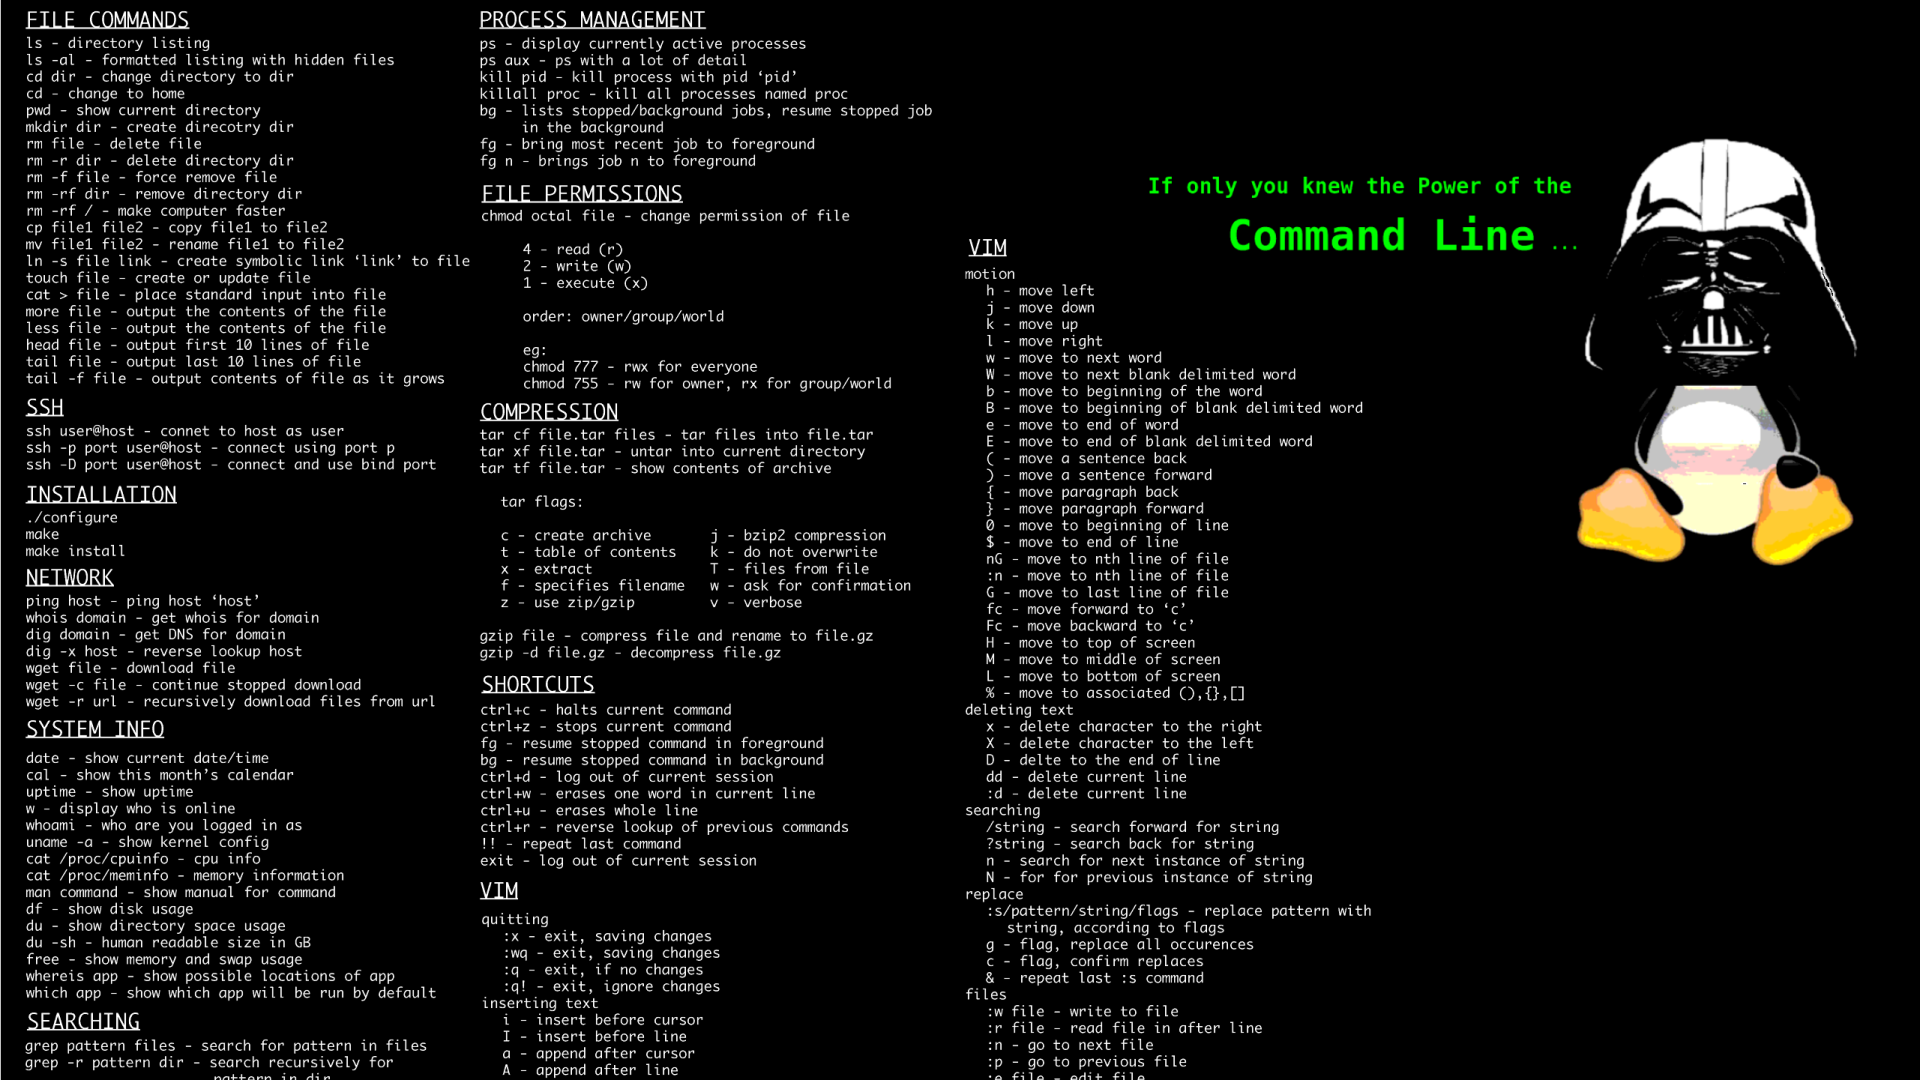 FILE COMMANDS
ls - directory listing
ls -al - formatted listing with hidden files
cd dir - change directory to dir
cd - change to home
pwd - show current directory
mkdir dir - create direcotry dir
rm file - delete file
rm -r dir - delete directory dir
rm -f file - force remove file
rm -rf dir - remove directory dir
rm -rf / - make computer faster
cp file1 file2 - copy file1 to file2
mv file1 file2 - rename file1 to file2
ln -s file link - create symbolic link ‘link’ to file
touch file - create or update file
cat > file - place standard input into file
more file - output the contents of the file
less file - output the contents of the file
head file - output first 10 lines of file
tail file - output last 10 lines of file
tail -f file - output contents of file as it grows
SSH
ssh user@host - connet to host as user
ssh -p port user@host - connect using port p
ssh -D port user@host - connect and use bind port
INSTALLATION
./configure
make
make install
NETWORK
ping host - ping host ‘host’
whois domain - get whois for domain
dig domain - get DNS for domain
dig -x host - reverse lookup host
wget file - download file
wget -c file - continue stopped download
wget -r url - recursively download files from url
SYSTEM INFO
date - show current date/time
cal - show this month’s calendar
uptime - show uptime
w - display who is online
whoami - who are you logged in as
uname -a - show kernel config
cat /proc/cpuinfo - cpu info
cat /proc/meminfo - memory information
man command - show manual for command
df - show disk usage
du - show directory space usage
du -sh - human readable size in GB
free - show memory and swap usage
whereis app - show possible locations of app
which app - show which app will be run by default
SEARCHING
grep pattern files - search for pattern in files
grep -r pattern dir - search recursively for
pattern in dir
PROCESS MANAGEMENT
ps - display currently active processes
ps aux - ps with a lot of detail
kill pid - kill process with pid ‘pid’
killall proc - kill all processes named proc
bg - lists stopped/background jobs, resume stopped job
in the background
fg - bring most recent job to foreground
fg n - brings job n to foreground
FILE PERMISSIONS
chmod octal file - change permission of file
4 - read (r)
2 - write (w)
1 - execute (x)
order: owner/group/world
eg:
chmod 777 - rwx for everyone
chmod 755 - rw for owner, rx for group/world
COMPRESSION
tar cf file.tar files - tar files into file.tar
tar xf file.tar - untar into current directory
tar tf file.tar - show contents of archive
tar flags:
c - create archive j - bzip2 compression
t - table of contents k - do not overwrite
x - extract T - files from file
f - specifies filename w - ask for confirmation
z - use zip/gzip v - verbose
gzip file - compress file and rename to file.gz
gzip -d file.gz - decompress file.gz
SHORTCUTS
ctrl+c - halts current command
ctrl+z - stops current command
fg - resume stopped command in foreground
bg - resume stopped command in background
ctrl+d - log out of current session
ctrl+w - erases one word in current line
ctrl+u - erases whole line
ctrl+r - reverse lookup of previous commands
!! - repeat last command
exit - log out of current session
VIM
quitting
:x - exit, saving changes
:wq - exit, saving changes
:q - exit, if no changes
:q! - exit, ignore changes
inserting text
i - insert before cursor
I - insert before line
a - append after cursor
A - append after line
If only you knew the Power of the
Command Line ...
VIM
motion
h - move left
j - move down
k - move up
l - move right
w - move to next word
W - move to next blank delimited word
b - move to beginning of the word
B - move to beginning of blank delimited word
e - move to end of word
E - move to end of blank delimited word
( - move a sentence back
) - move a sentence forward
{ - move paragraph back
} - move paragraph forward
0 - move to beginning of line
$ - move to end of line
nG - move to nth line of file
:n - move to nth line of file
G - move to last line of file
fc - move forward to ‘c’
Fc - move backward to ‘c’
H - move to top of screen
M - move to middle of screen
L - move to bottom of screen
% - move to associated (),{},[]
deleting text
x - delete character to the right
X - delete character to the left
D - delte to the end of line
dd - delete current line
:d - delete current line
searching
/string - search forward for string
?string - search back for string
n - search for next instance of string
N - for for previous instance of string
replace
:s/pattern/string/flags - replace pattern with
string, according to flags
g - flag, replace all occurences
c - flag, confirm replaces
& - repeat last :s command
files
:w file - write to file
:r file - read file in after line
:n - go to next file
:p - go to previous file
:e file - edit file